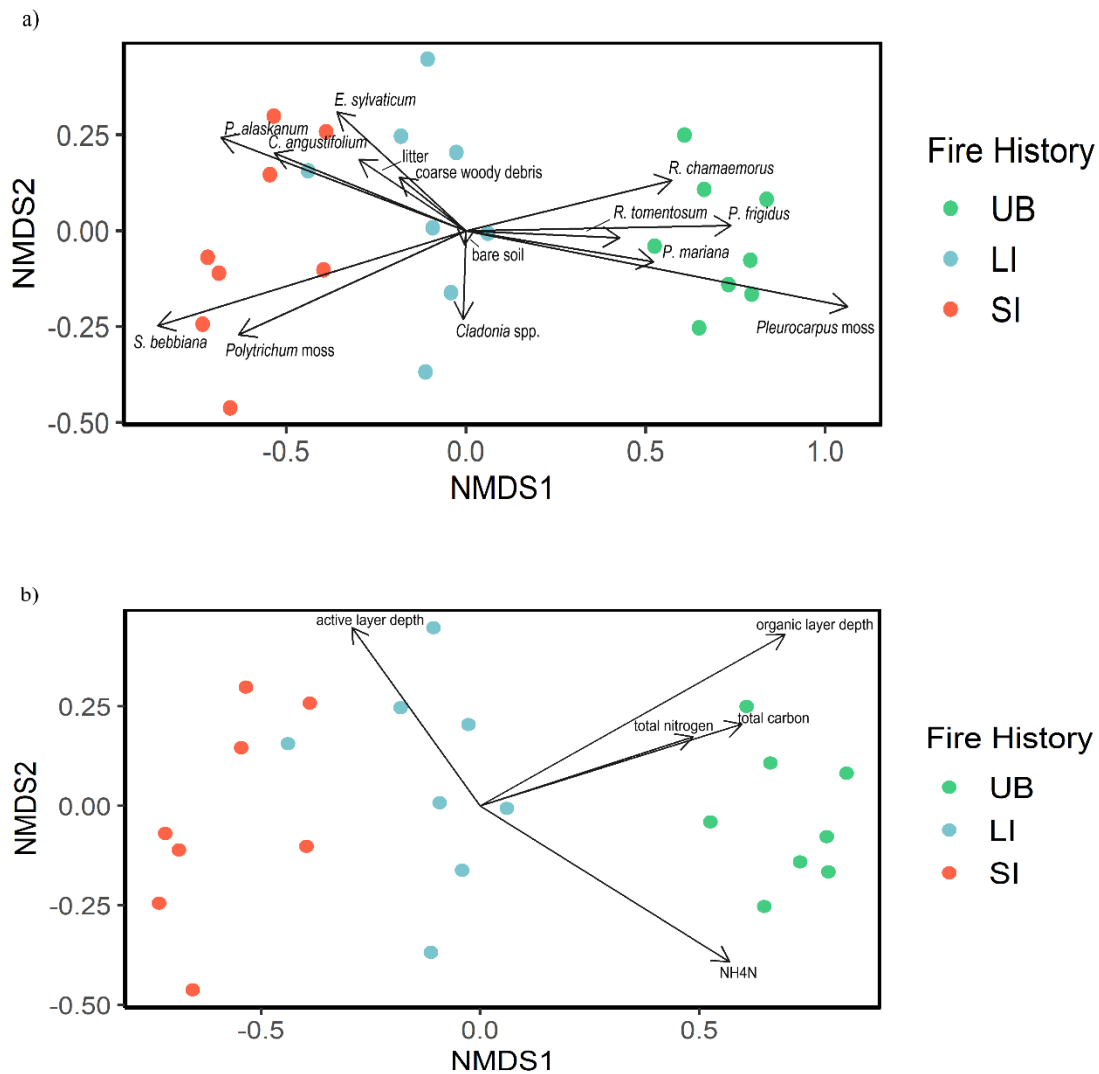 a)
E. sylvaticum
P. alaskanum
C. angustifolium
litter
coarse woody debris
R. chamaemorus
R. tomentosum
P. frigidus
bare soil
P. mariana
Cladonia spp.
Pleurocarpus moss
S. bebbiana
Polytrichum moss
0.25
0.00
-0.25
-0.50
NMDS2
-0.5
0.0
0.5
1.0
NMDS1
Fire History
UB
LI
SI
b)
active layer depth
organic layer depth
total nitrogen
total carbon
NH4N
0.25
0.00
-0.25
-0.50
NMDS2
-0.5
0.0
0.5
NMDS1
Fire History
UB
LI
SI